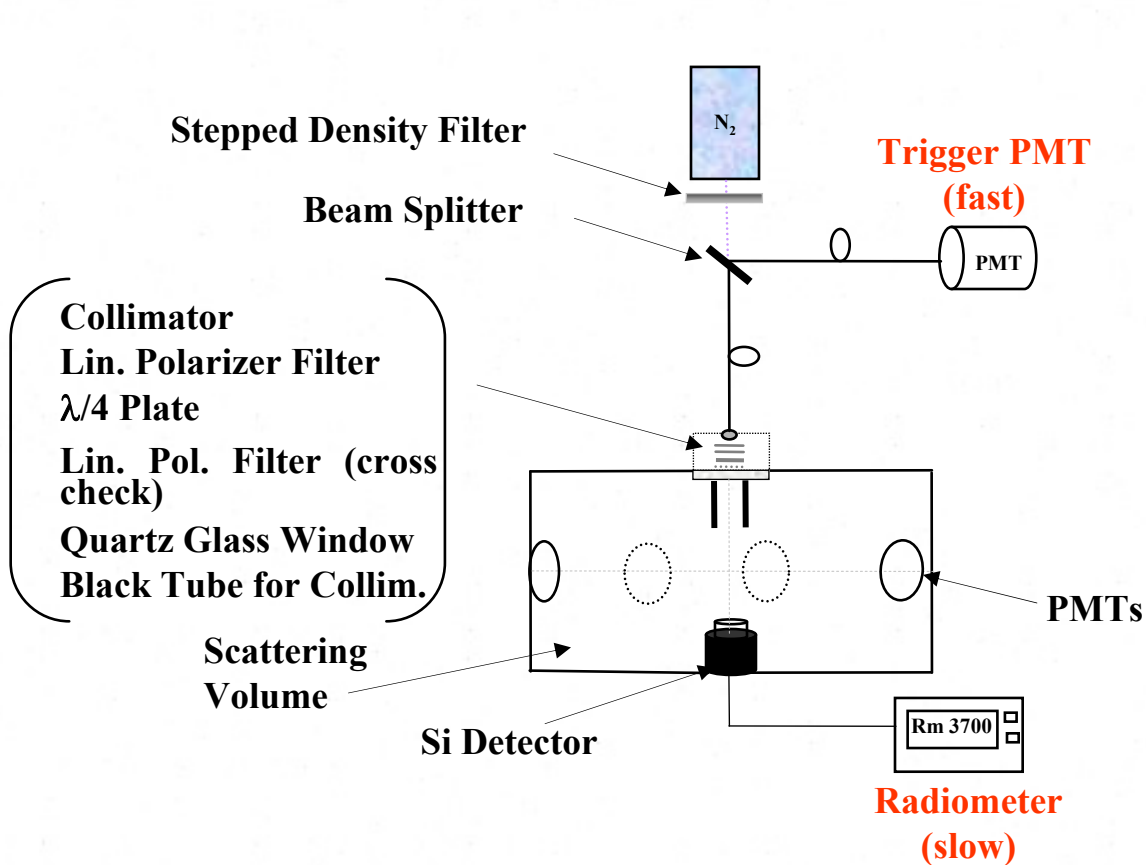 N2
Stepped Density Filter
Trigger PMT
(fast)
Beam Splitter
PMT
Collimator
Lin. Polarizer Filter
λ/4 Plate
Lin. Pol. Filter (cross
check)
Quartz Glass Window
Black Tube for Collim.
PMTs
Scattering
Volume
Si Detector
Rm 3700
Radiometer
(slow)